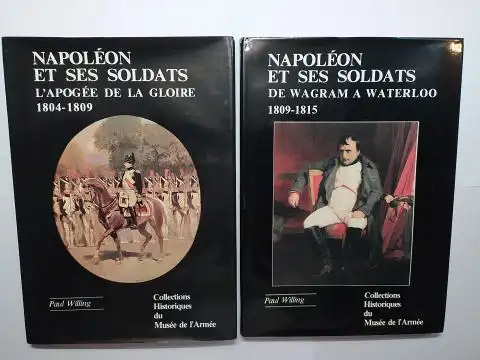 NAPOLÉON
ET SES SOLDATS
L'APOGÉE DE LA GLOIRE
1804-1809
Paul Willing
Collections
Historiques
du
Musée de l'Armée
NAPOLÉON
ET SES SOLDATS
DE WAGRAM A WATERLOO
1809-1815
Paul Willing
Collections
Historiques
du
Musée de l'Armée